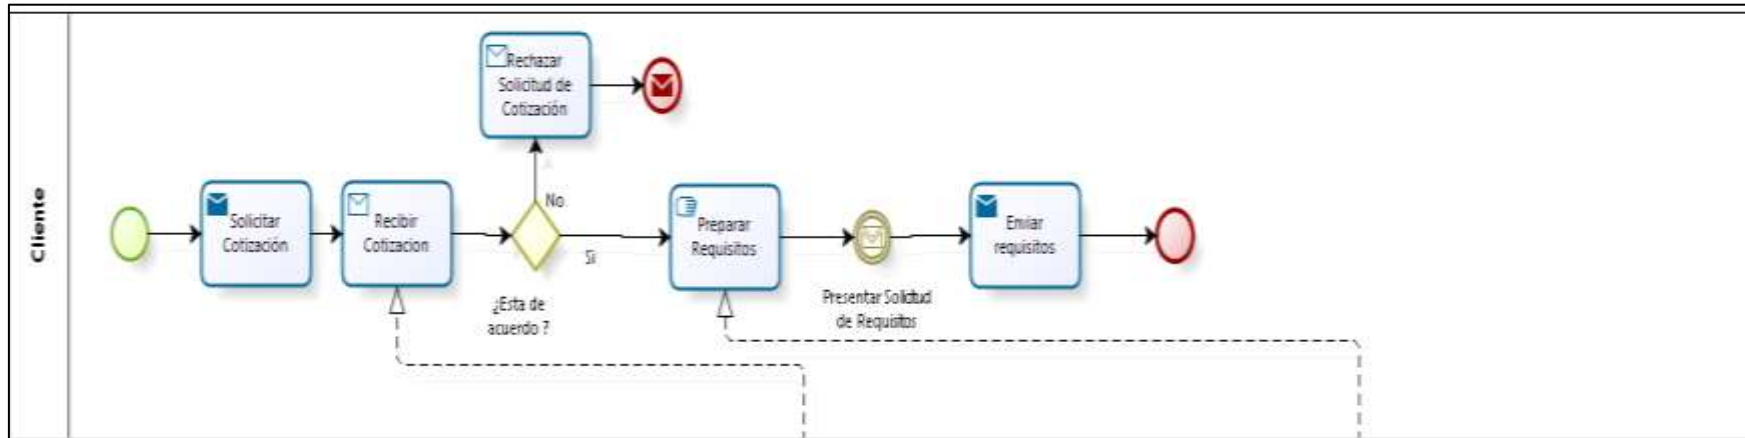 Cliente
Rechazar
Solicitud de
Cotización
Solicitar
Cotización
Recibir
Cotizacion
No
Si
¿Esta de
acuerdo ?
Preparar
Requisitos
Presentar Solicitud
de Requisitos
Enviar
requisitos